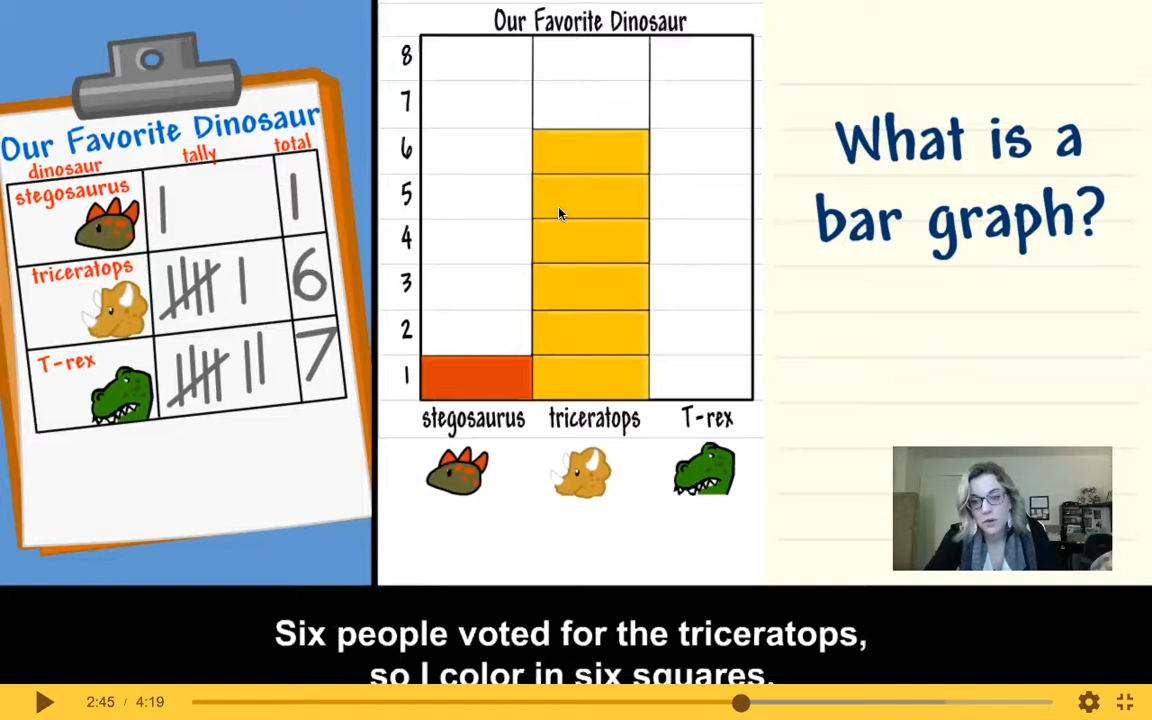 Our Favorite Dinosaur
dinosaur tally total
stegosaurus 1
triceratops 6
T-rex 7
Our Favorite Dinosaur
8
7
6
5
4
3
2
1
stegosaurus triceratops T-rex
What is a
bar graph?
Six people voted for the triceratops,
so I color in six squares.
2:45 / 4:19